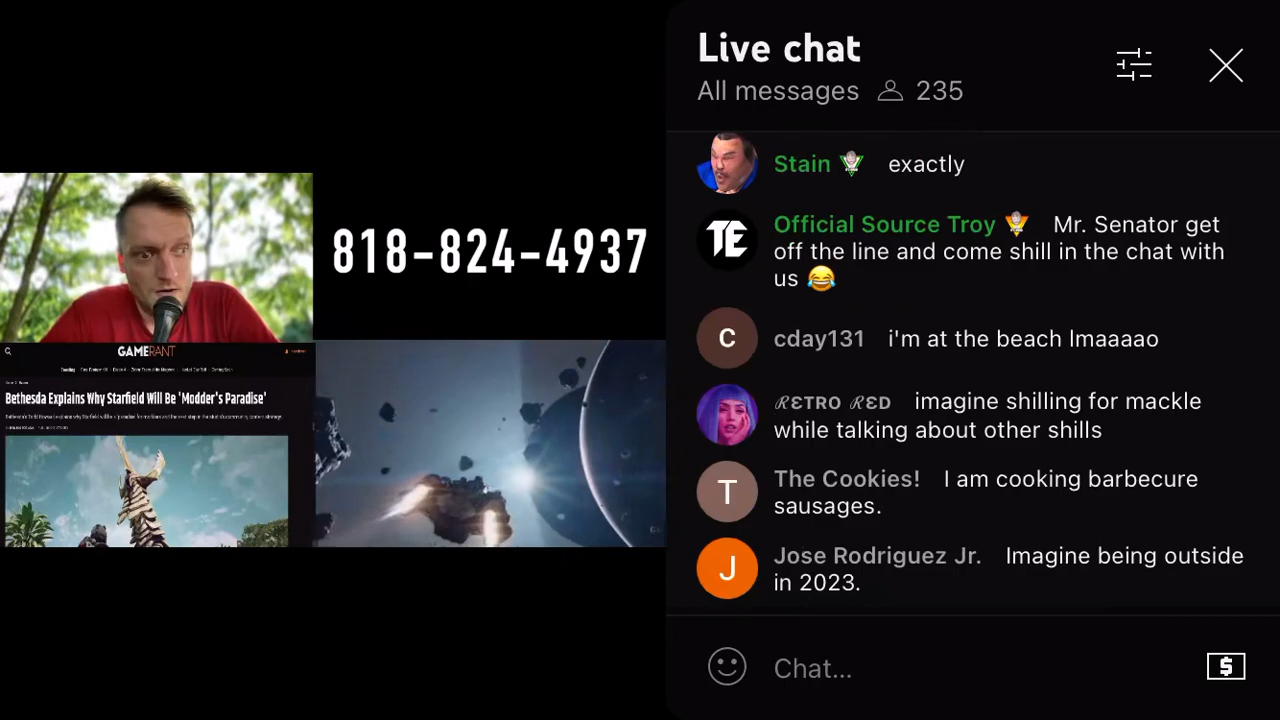 818-824-4937
GAMERANT
Bethesda Explains Why Starfield Will Be 'Modder's Paradise'
Live chat
All messages 235
Stain exactly
Official Source Troy Mr. Senator get
off the line and come shill in the chat with
us 😂
C cday131 i'm at the beach lmaaaao
ℛƐTRO ℛƐD imagine shilling for mackle
while talking about other shills
T The Cookies! I am cooking barbecure
sausages.
J Jose Rodriguez Jr. Imagine being outside
in 2023.
Chat...